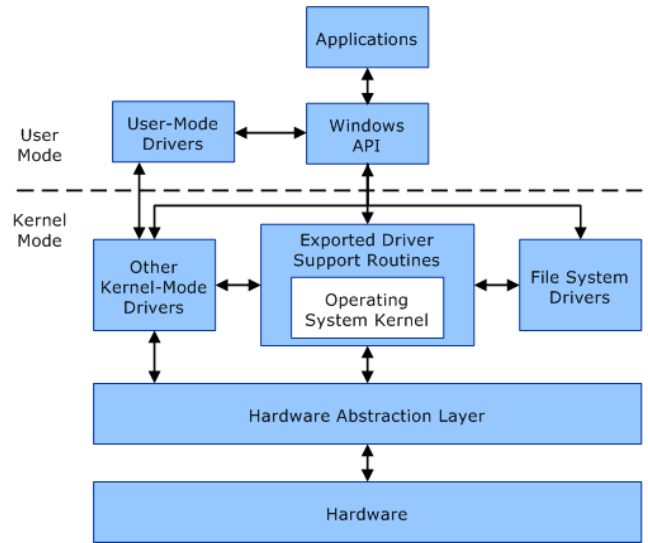 Applications
User-Mode
Drivers
Windows
API
User
Mode
Kernel
Mode
Other
Kernel-Mode
Drivers
Exported Driver
Support Routines
Operating
System Kernel
File System
Drivers
Hardware Abstraction Layer
Hardware